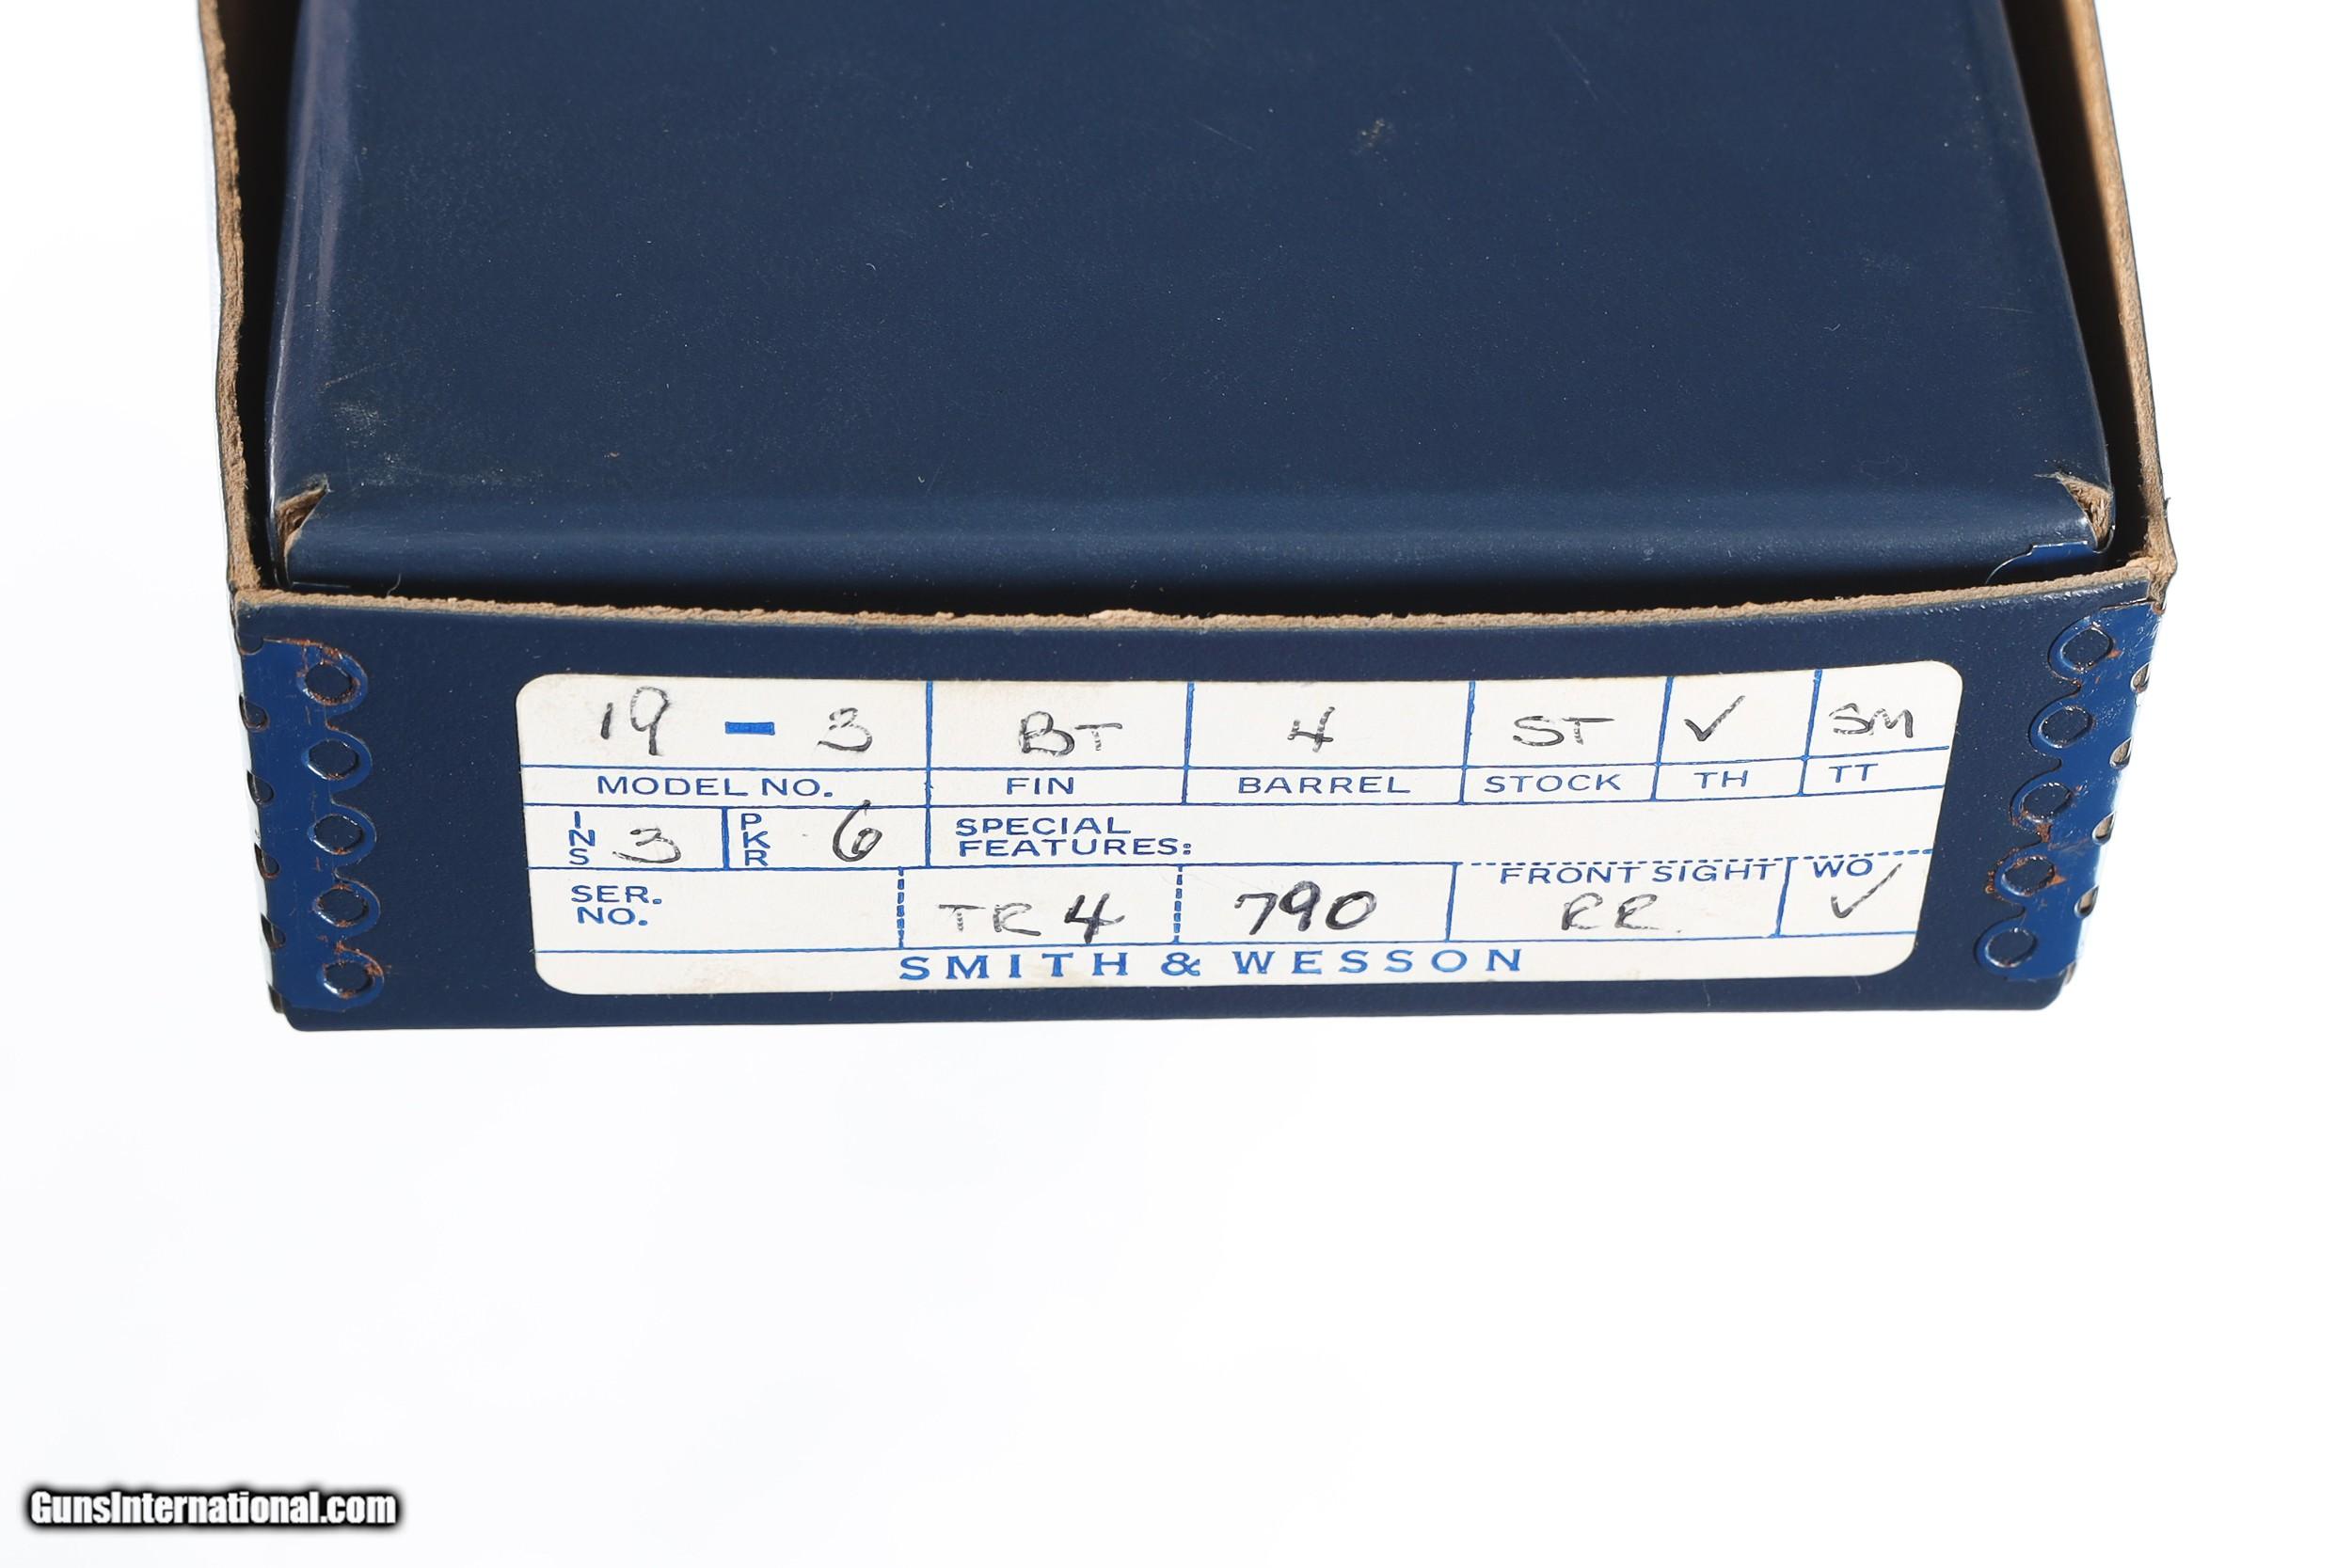 19 - 3 BT 4 ST ✓ SM
MODEL NO. FIN BARREL STOCK TH TT
INS 3 PKR 6 SPECIAL
FEATURES:
SER. NO. TR4 790 FRONT SIGHT RR. WO ✓
SMITH & WESSON
GunsInternational.com